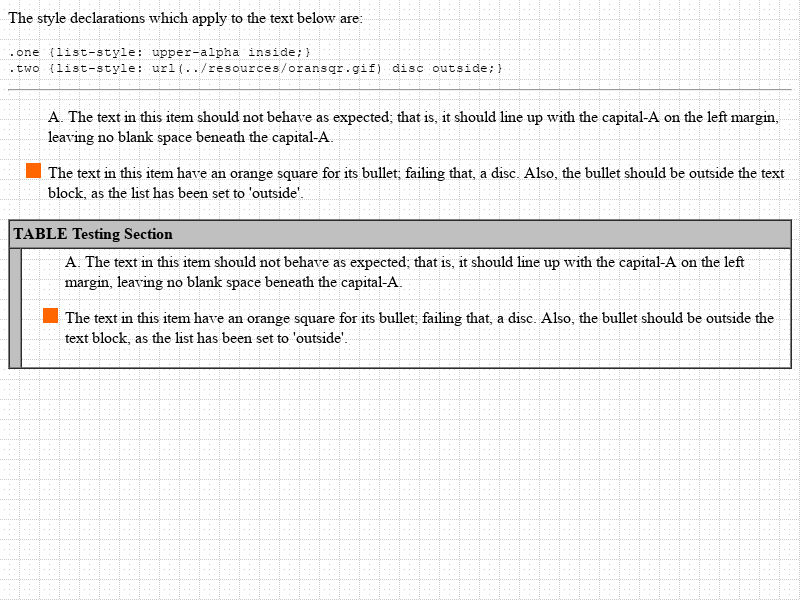 The style declarations which apply to the text below are:
.one {list-style: upper-alpha inside;}
.two {list-style: url(../resources/oransqr.gif) disc outside;}
A. The text in this item should not behave as expected; that is, it should line up with the capital-A on the left margin,
leaving no blank space beneath the capital-A.
The text in this item have an orange square for its bullet; failing that, a disc. Also, the bullet should be outside the text
block, as the list has been set to 'outside'.
TABLE Testing Section
A. The text in this item should not behave as expected; that is, it should line up with the capital-A on the left
margin, leaving no blank space beneath the capital-A.
The text in this item have an orange square for its bullet; failing that, a disc. Also, the bullet should be outside the
text block, as the list has been set to 'outside'.